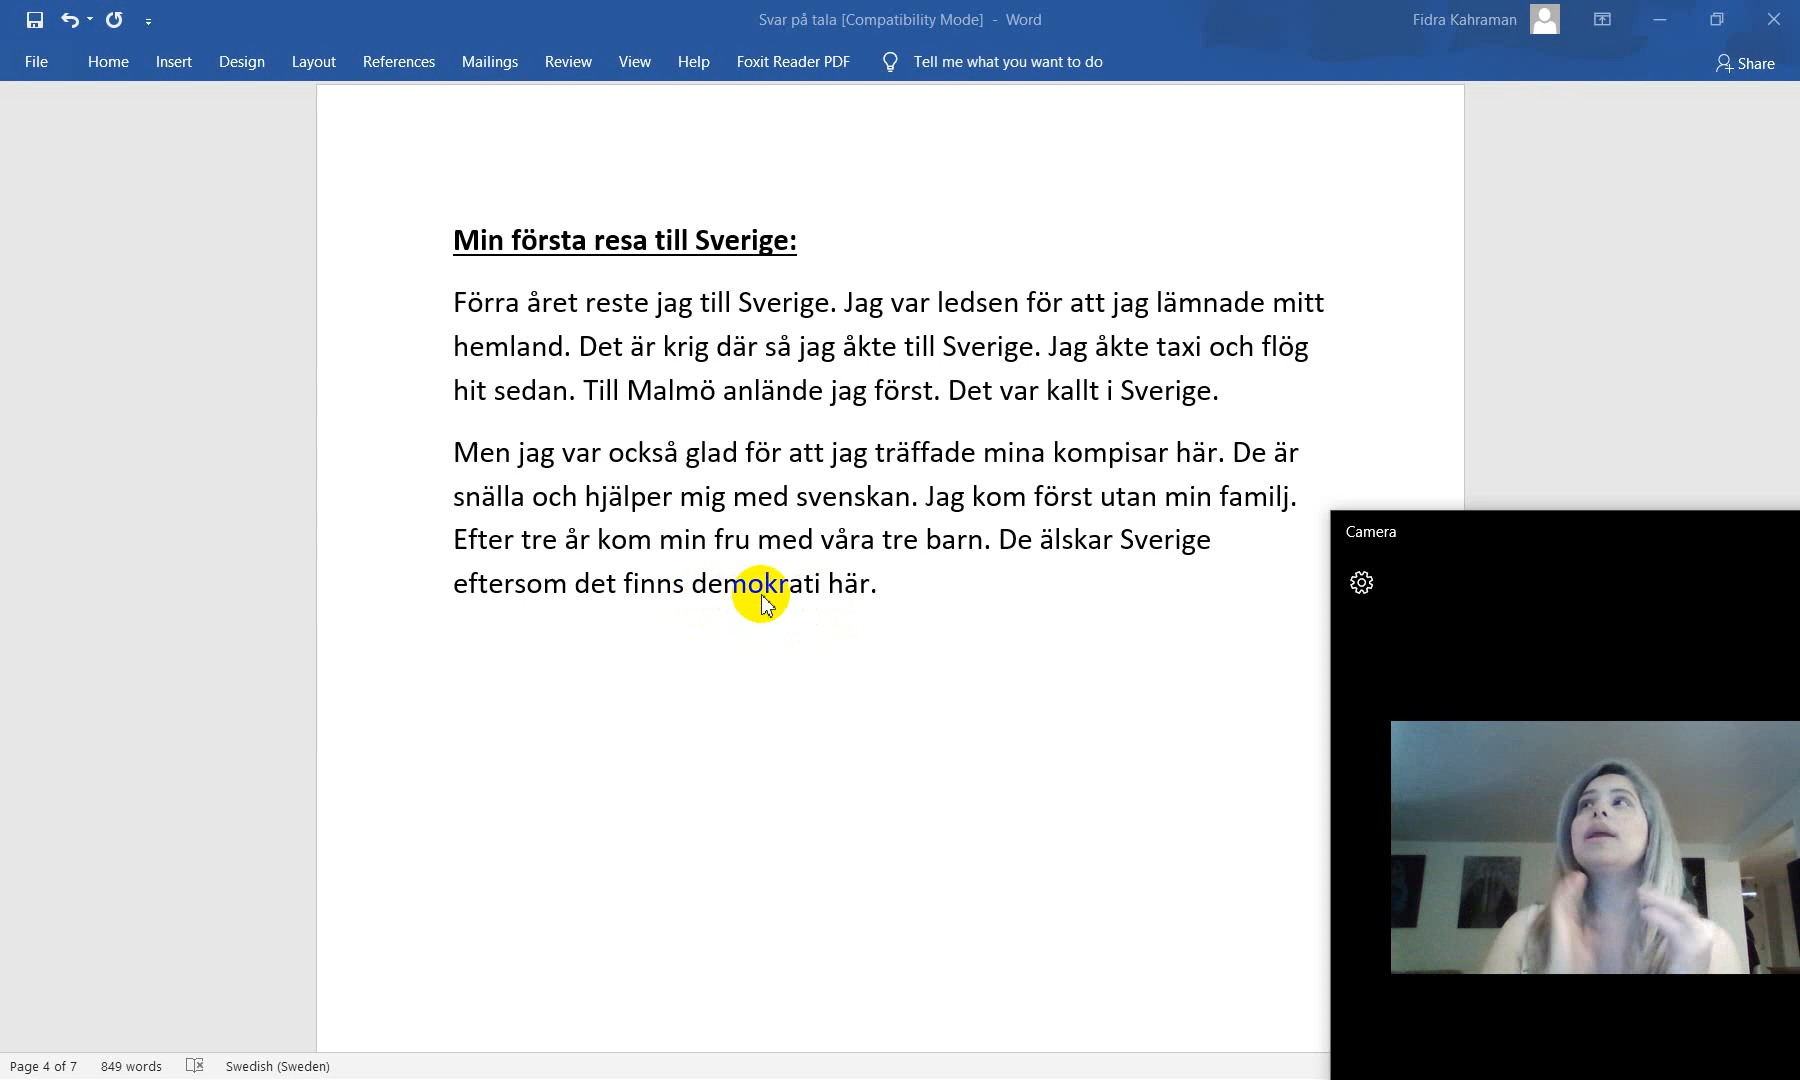 Svar på tala [Compatibility Mode] - Word
Fidra Kahraman
File Home Insert Design Layout References Mailings Review View Help Foxit Reader PDF Tell me what you want to do Share
Min första resa till Sverige:
Förra året reste jag till Sverige. Jag var ledsen för att jag lämnade mitt
hemland. Det är krig där så jag åkte till Sverige. Jag åkte taxi och flög
hit sedan. Till Malmö anlände jag först. Det var kallt i Sverige.
Men jag var också glad för att jag träffade mina kompisar här. De är
snälla och hjälper mig med svenskan. Jag kom först utan min familj.
Efter tre år kom min fru med våra tre barn. De älskar Sverige
eftersom det finns demokrati här.
Camera
Page 4 of 7 849 words Swedish (Sweden)